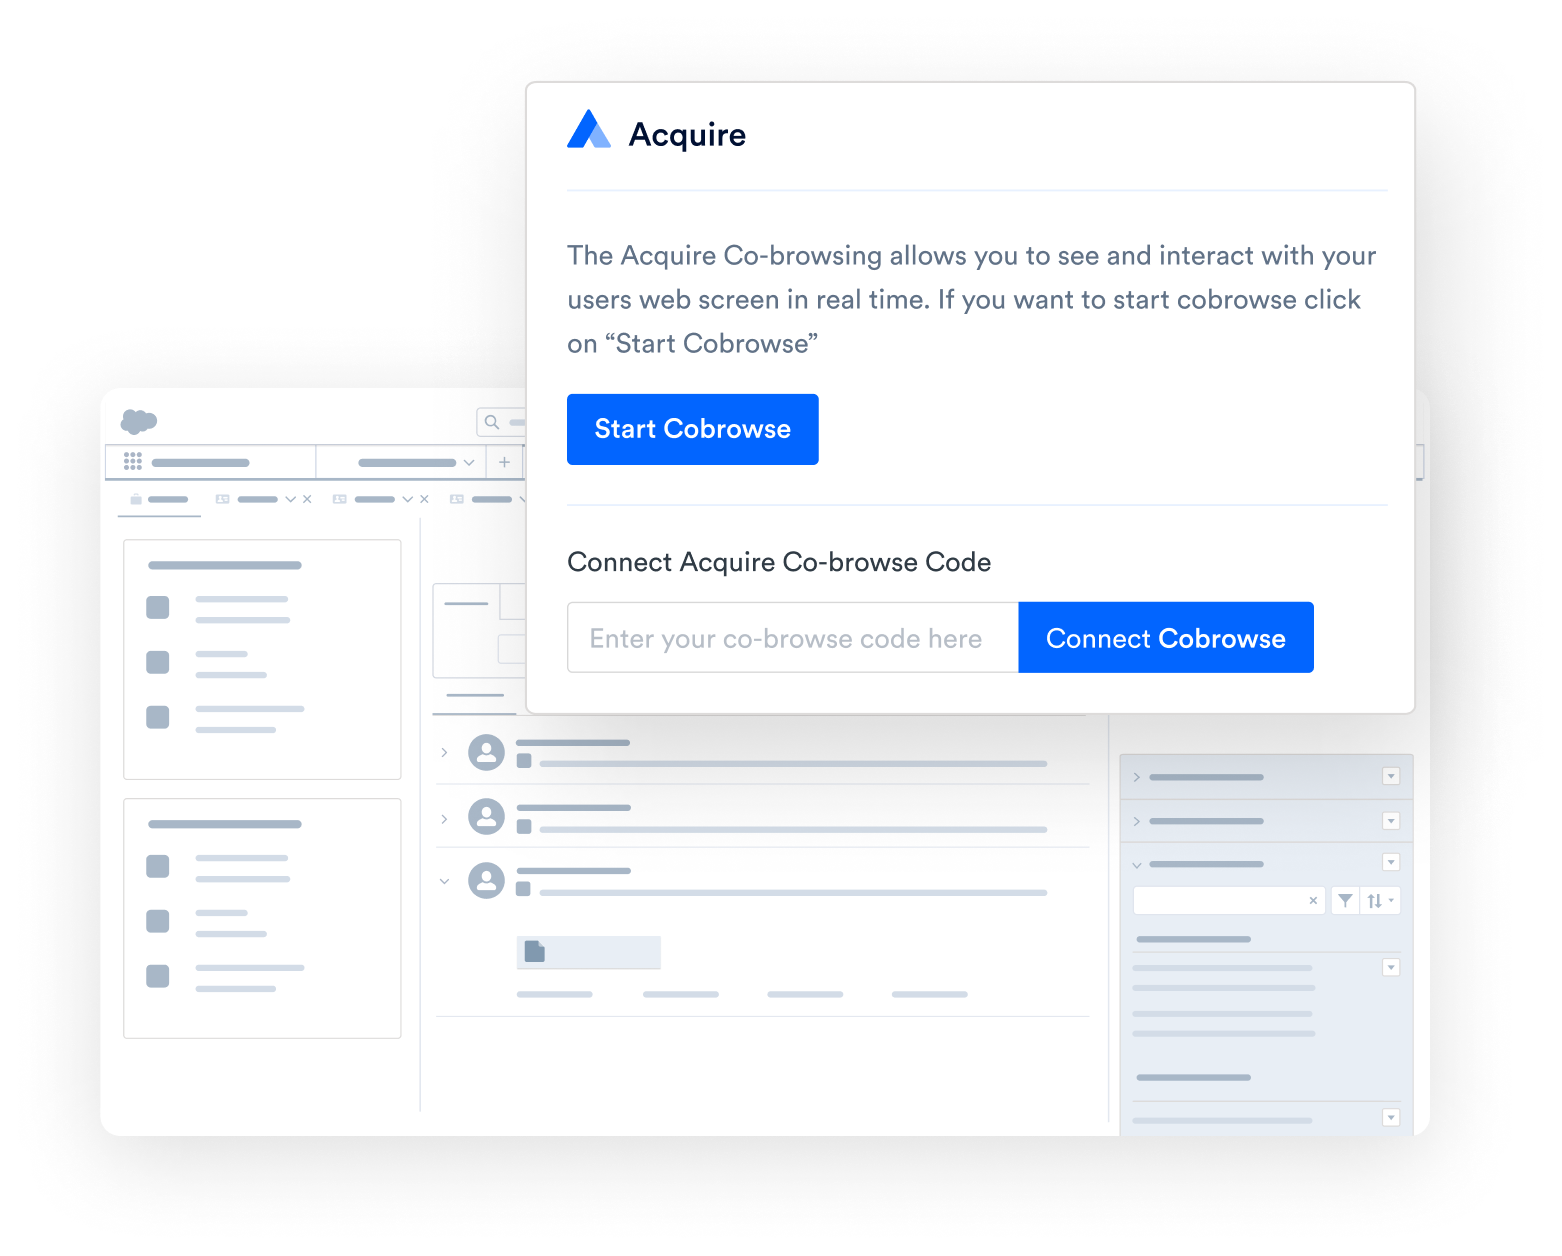 Acquire
The Acquire Co-browsing allows you to see and interact with your
users web screen in real time. If you want to start cobrowse click
on “Start Cobrowse”
Start Cobrowse
Connect Acquire Co-browse Code
Enter your co-browse code here
Connect Cobrowse